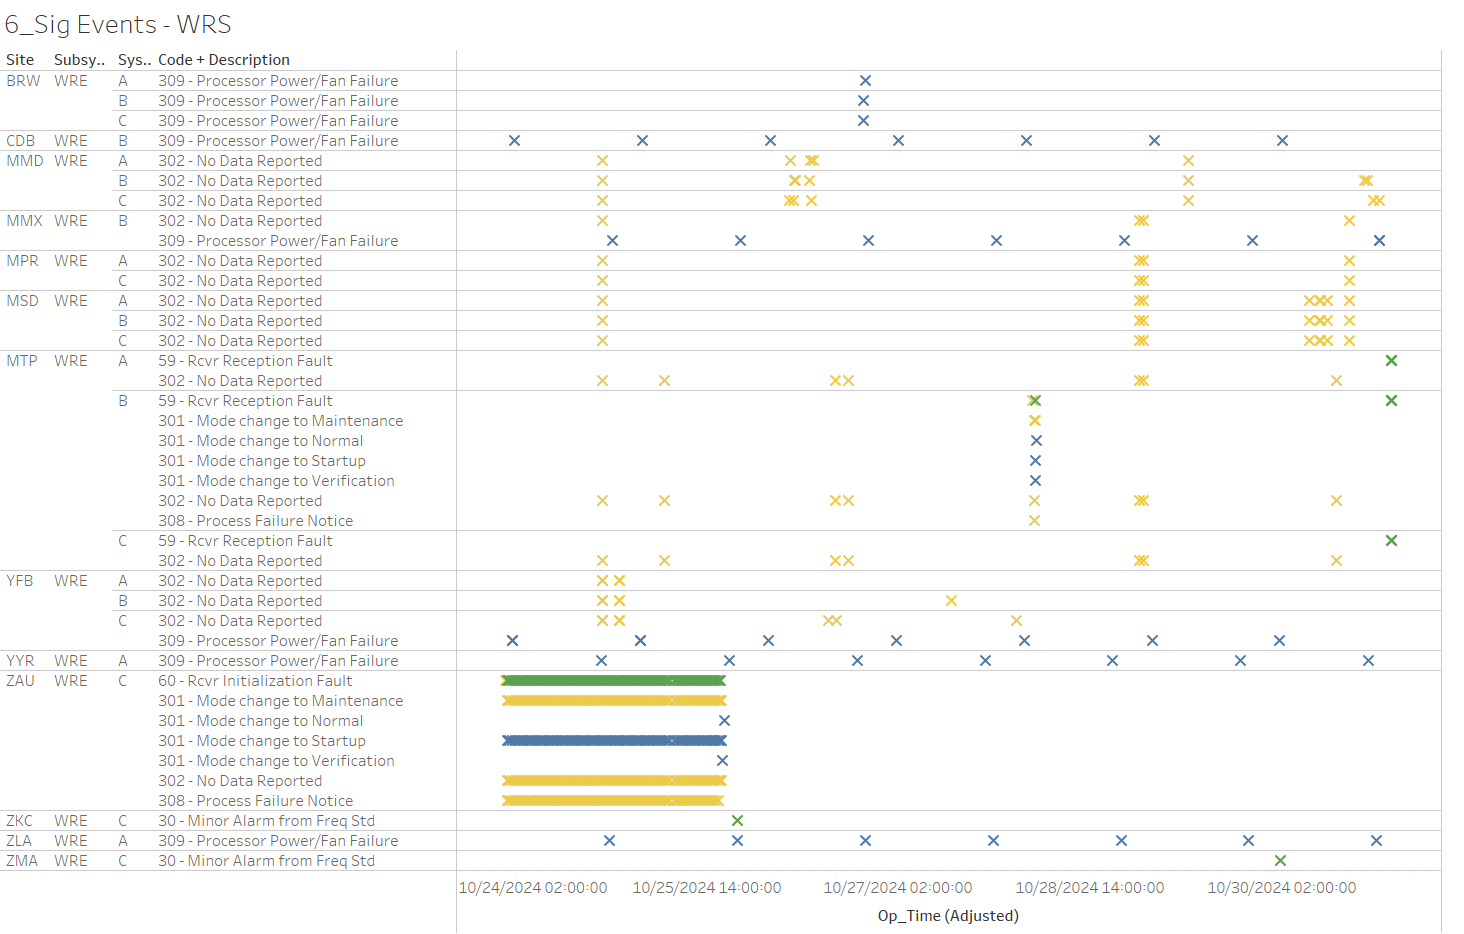 6_Sig Events - WRS
Site Subsy.. Sys.. Code + Description
BRW WRE A 309 - Processor Power/Fan Failure
B 309 - Processor Power/Fan Failure
C 309 - Processor Power/Fan Failure
CDB WRE B 309 - Processor Power/Fan Failure
MMD WRE A 302 - No Data Reported
B 302 - No Data Reported
C 302 - No Data Reported
MMX WRE B 302 - No Data Reported
309 - Processor Power/Fan Failure
MPR WRE A 302 - No Data Reported
C 302 - No Data Reported
MSD WRE A 302 - No Data Reported
B 302 - No Data Reported
C 302 - No Data Reported
MTP WRE A 59 - Rcvr Reception Fault
302 - No Data Reported
B 59 - Rcvr Reception Fault
301 - Mode change to Maintenance
301 - Mode change to Normal
301 - Mode change to Startup
301 - Mode change to Verification
302 - No Data Reported
308 - Process Failure Notice
C 59 - Rcvr Reception Fault
302 - No Data Reported
YFB WRE A 302 - No Data Reported
B 302 - No Data Reported
C 302 - No Data Reported
309 - Processor Power/Fan Failure
YYR WRE A 309 - Processor Power/Fan Failure
ZAU WRE C 60 - Rcvr Initialization Fault
301 - Mode change to Maintenance
301 - Mode change to Normal
301 - Mode change to Startup
301 - Mode change to Verification
302 - No Data Reported
308 - Process Failure Notice
ZKC WRE C 30 - Minor Alarm from Freq Std
ZLA WRE A 309 - Processor Power/Fan Failure
ZMA WRE C 30 - Minor Alarm from Freq Std
10/24/2024 02:00:00 10/25/2024 14:00:00 10/27/2024 02:00:00 10/28/2024 14:00:00 10/30/2024 02:00:00
Op_Time (Adjusted)